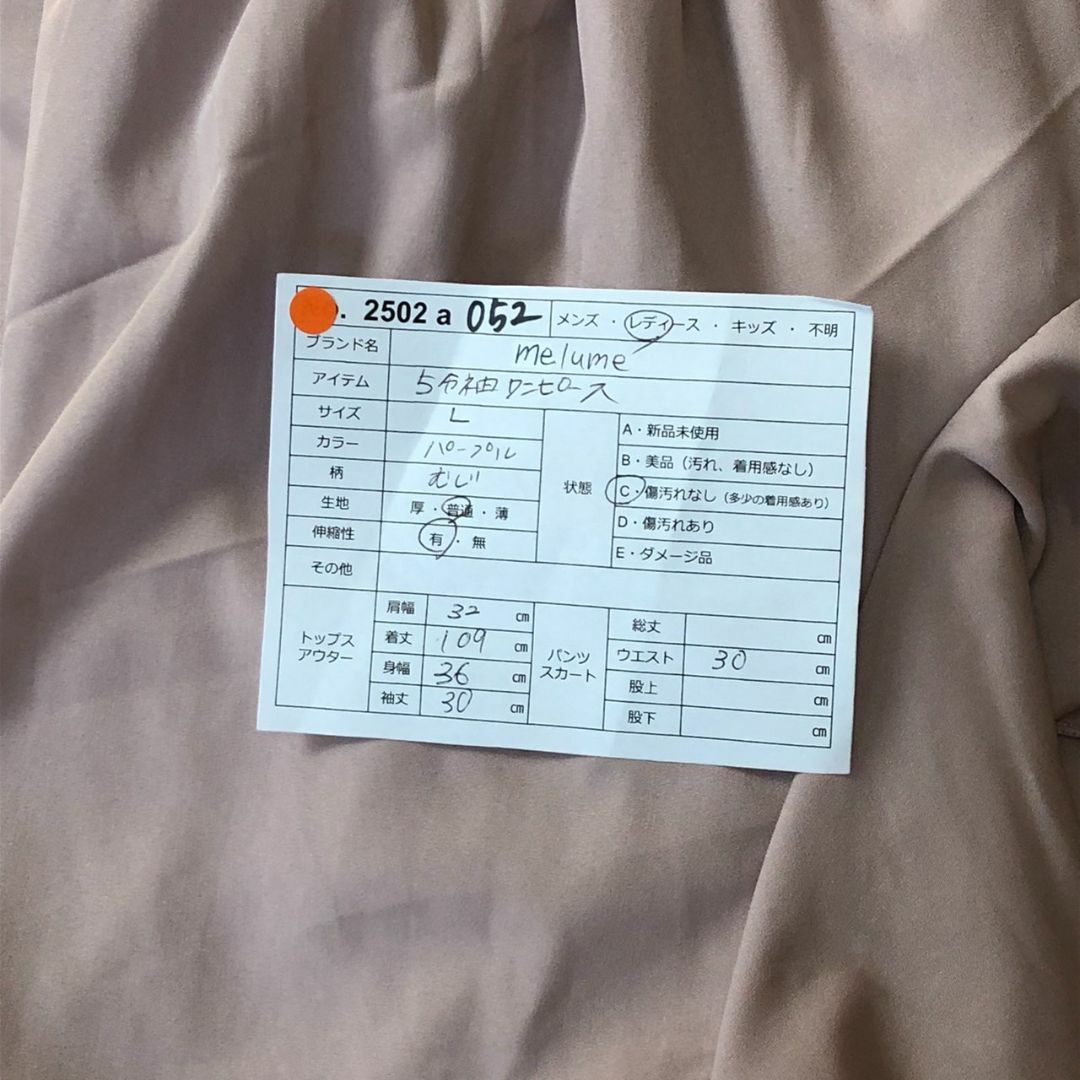 . 2502 a 052 メンズ ・ レディース ・ キッズ ・ 不明
ブランド名 melume
アイテム 5分袖ワンピース
サイズ L
カラー パープル
柄 むじ
生地 厚 ・ 普通 ・ 薄
伸縮性 有 ・ 無
状態
A・新品未使用
B・美品（汚れ、着用感なし）
C・傷汚れなし（多少の着用感あり）
D・傷汚れあり
E・ダメージ品
その他
トップス
アウター
肩幅 32 cm
着丈 109 cm
身幅 36 cm
袖丈 30 cm
パンツ
スカート
総丈 cm
ウエスト 30 cm
股上 cm
股下 cm